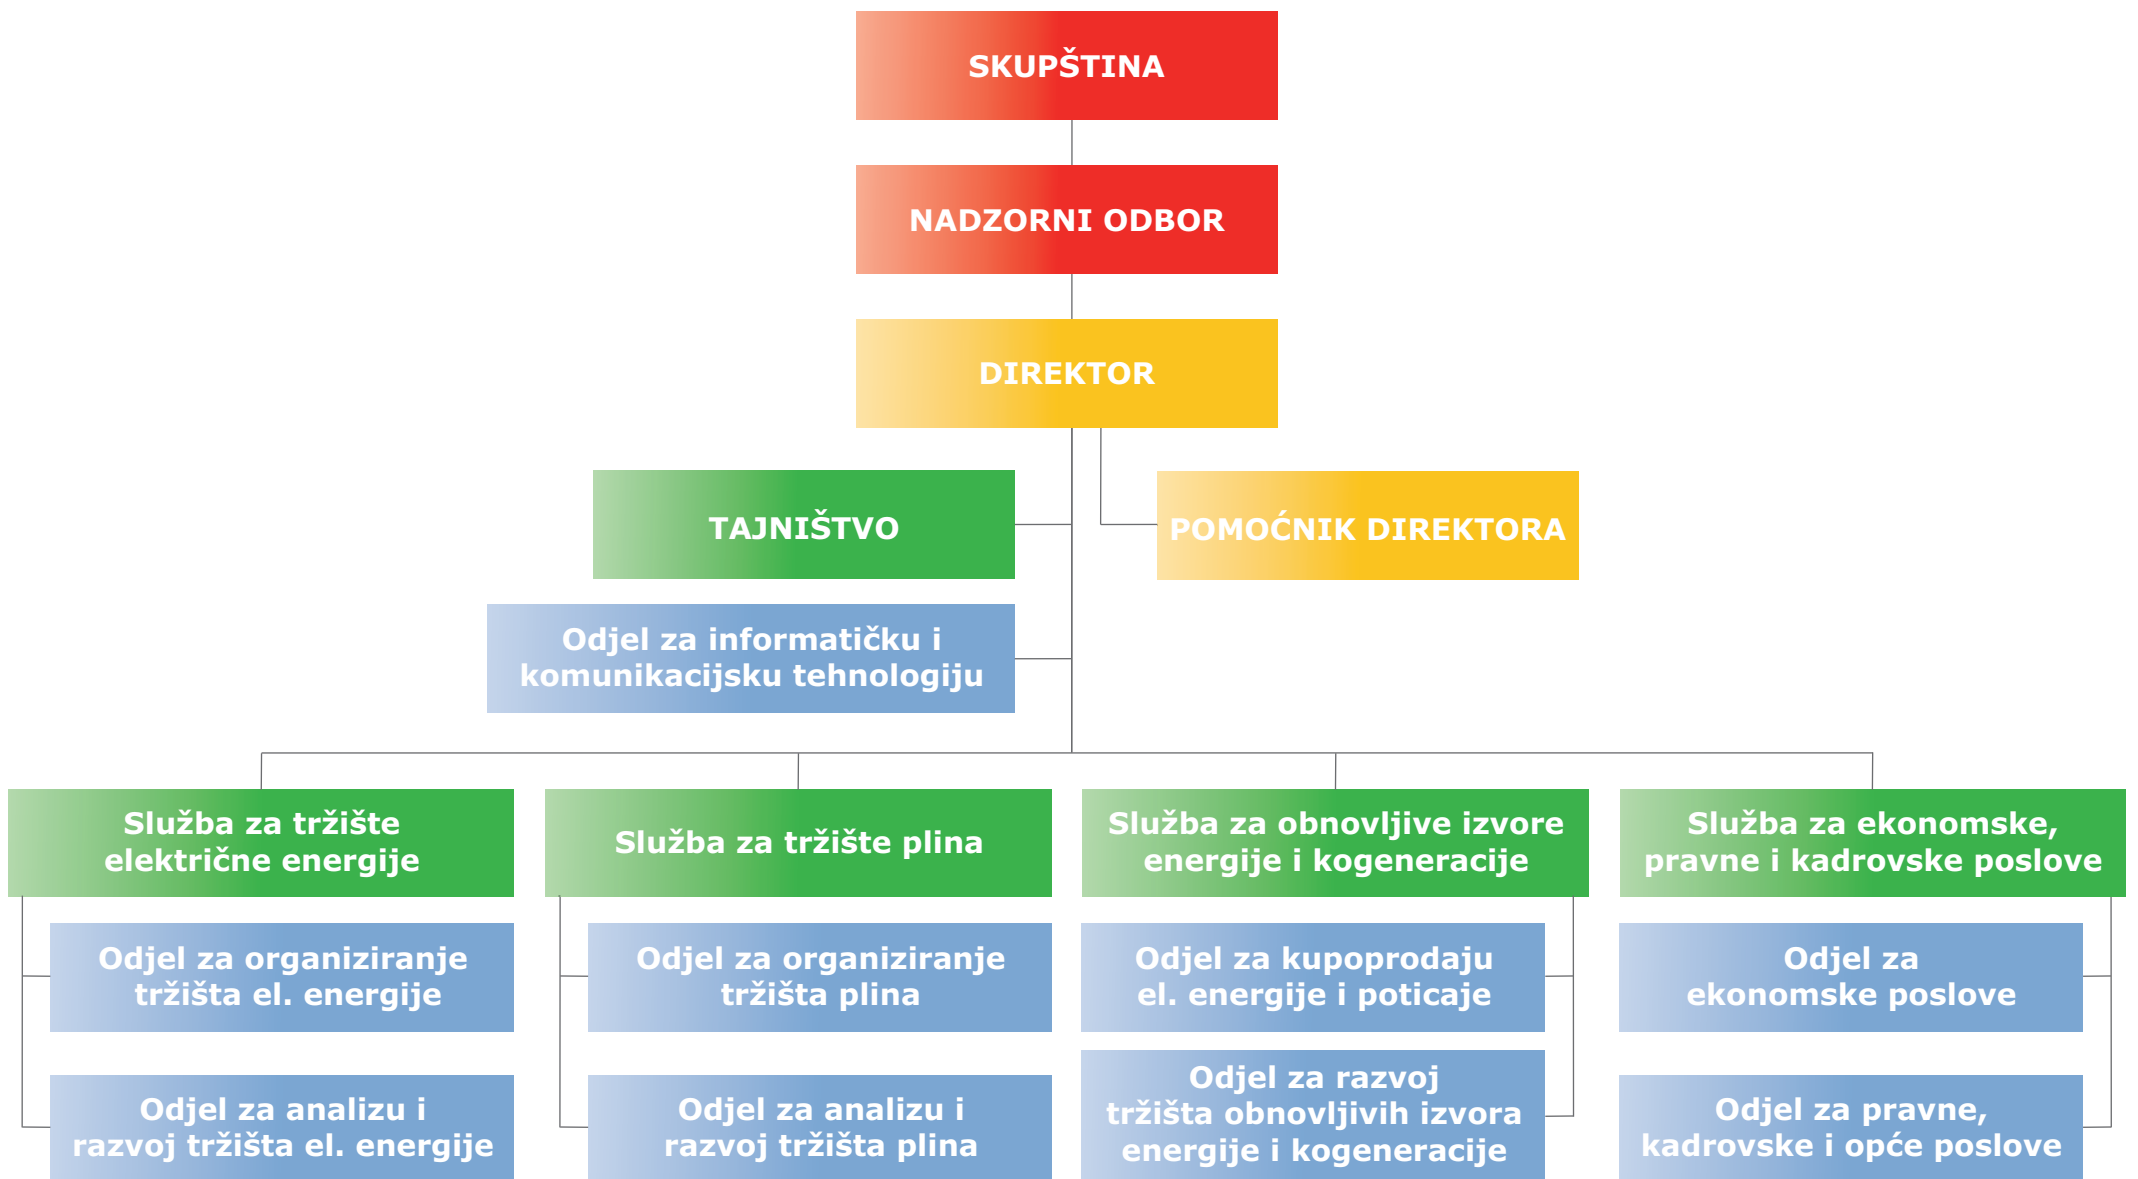 SKUPŠTINA
NADZORNI ODBOR
DIREKTOR
TAJNIŠTVO
POMOĆNIK DIREKTORA
Odjel za informatičku i
komunikacijsku tehnologiju
Služba za tržište
električne energije
Služba za tržište plina
Služba za obnovljive izvore
energije i kogeneracije
Služba za ekonomske,
pravne i kadrovske poslove
Odjel za organiziranje
tržišta el. energije
Odjel za organiziranje
tržišta plina
Odjel za kupoprodaju
el. energije i poticaje
Odjel za
ekonomske poslove
Odjel za analizu i
razvoj tržišta el. energije
Odjel za analizu i
razvoj tržišta plina
Odjel za razvoj
tržišta obnovljivih izvora
energije i kogeneracije
Odjel za pravne,
kadrovske i opće poslove